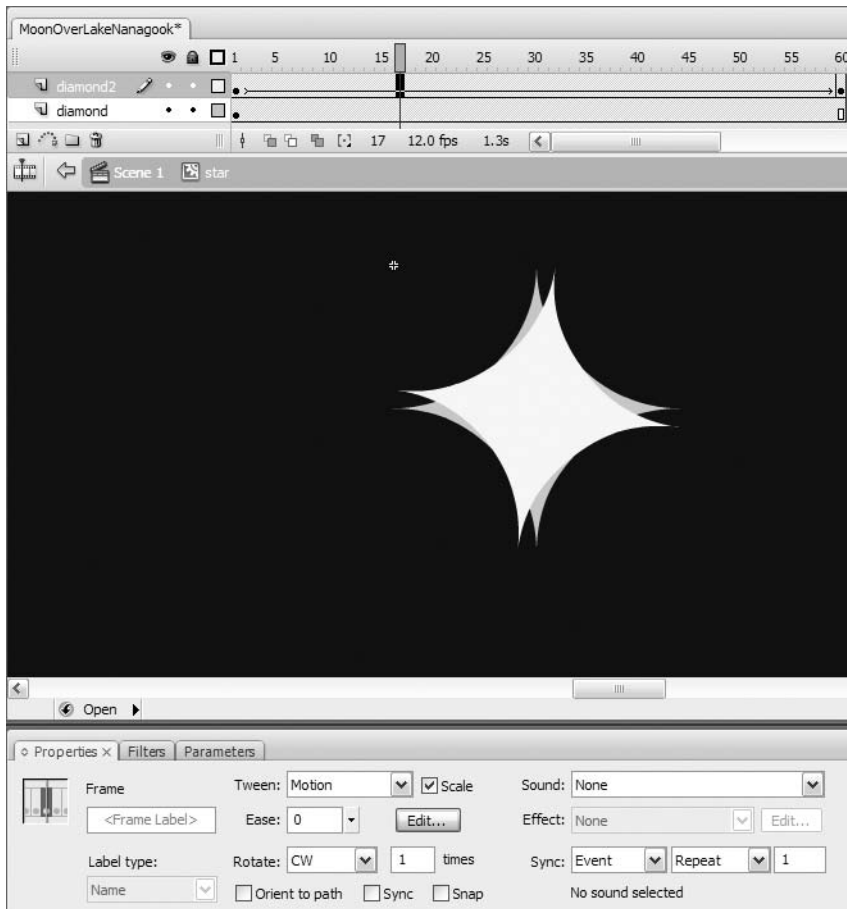 MoonOverLakeNanagook*
1 5 10 15 20 25 30 35 40 45 50 55 60
diamond2
diamond
17 12.0 fps 1.3s
Scene 1 star
Open
Properties × Filters Parameters
Frame
<Frame Label>
Label type:
Name
Tween: Motion Scale
Ease: 0 Edit...
Rotate: CW 1 times
Orient to path Sync Snap
Sound: None
Effect: None Edit...
Sync: Event Repeat 1
No sound selected